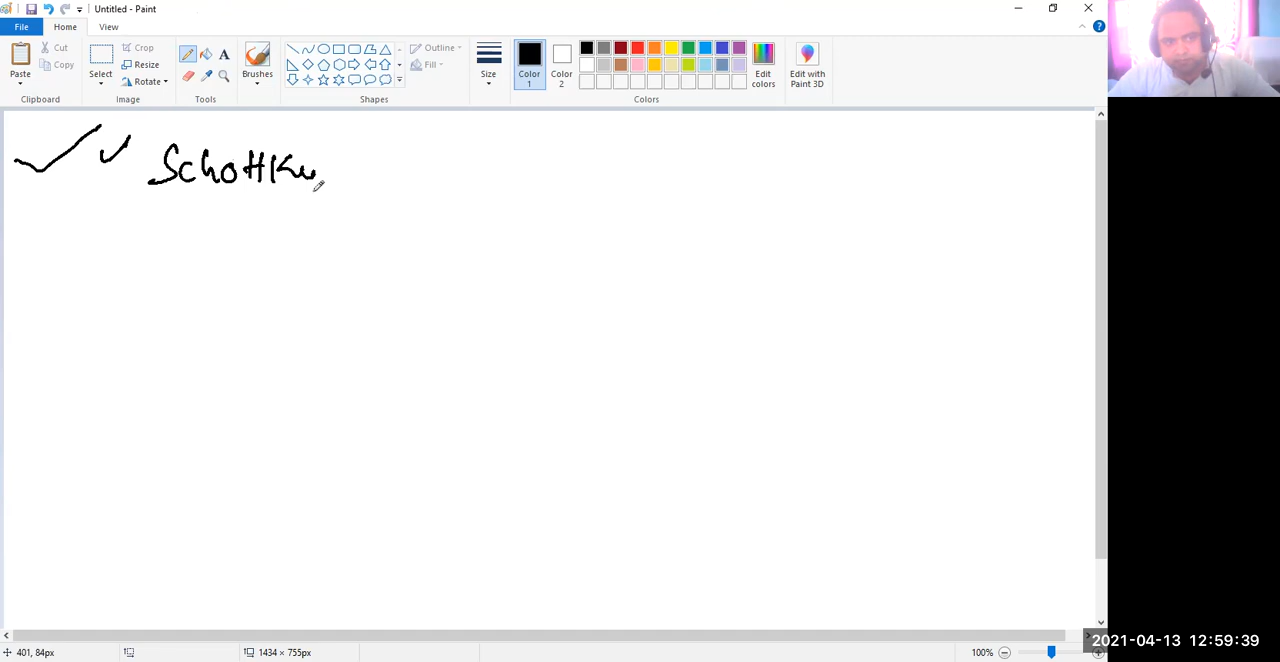 Untitled - Paint
File Home View
Paste
Cut
Copy
Clipboard
Select
Crop
Resize
Rotate
Image
Tools
Brushes
Shapes
Outline
Fill
Size
Color 1
Color 2
Edit colors
Edit with Paint 3D
Colors
Schottky
401, 84px
1434 × 755px
100%
2021-04-13 12:59:39